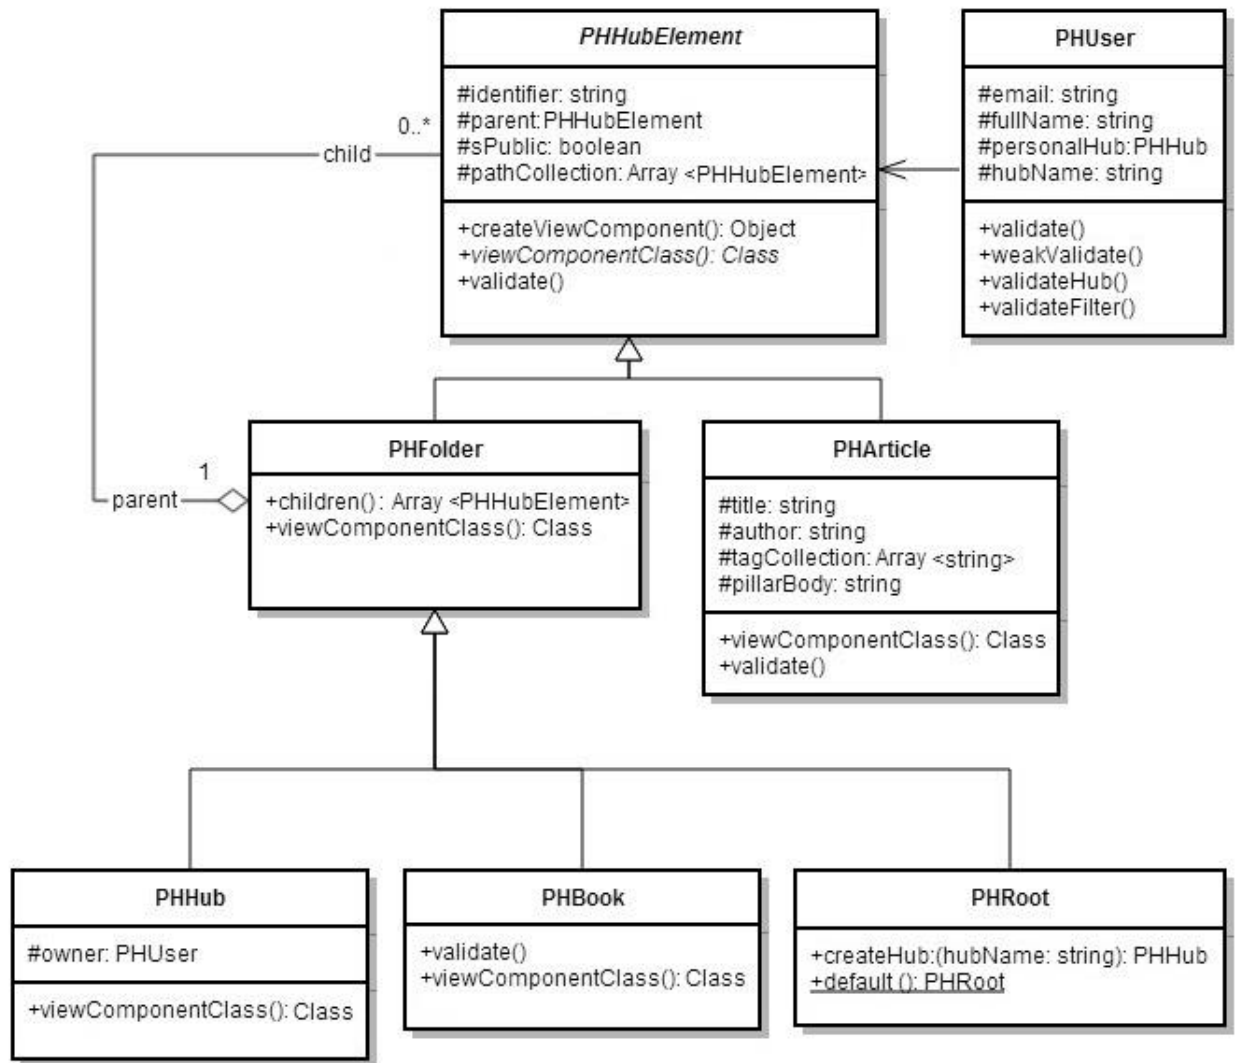 PHHubElement
#identifier: string
#parent:PHHubElement
#sPublic: boolean
#pathCollection: Array <PHHubElement>
+createViewComponent(): Object
+viewComponentClass(): Class
+validate()
PHUser
#email: string
#fullName: string
#personalHub:PHHub
#hubName: string
+validate()
+weakValidate()
+validateHub()
+validateFilter()
0..*
child
1
parent
PHFolder
+children() : Array <PHHubElement>
+viewComponentClass(): Class
PHArticle
#title: string
#author: string
#tagCollection: Array <string>
#pillarBody: string
+viewComponentClass(): Class
+validate()
PHHub
#owner: PHUser
+viewComponentClass(): Class
PHBook
+validate()
+viewComponentClass(): Class
PHRoot
+createHub:(hubName: string): PHHub
+default (): PHRoot